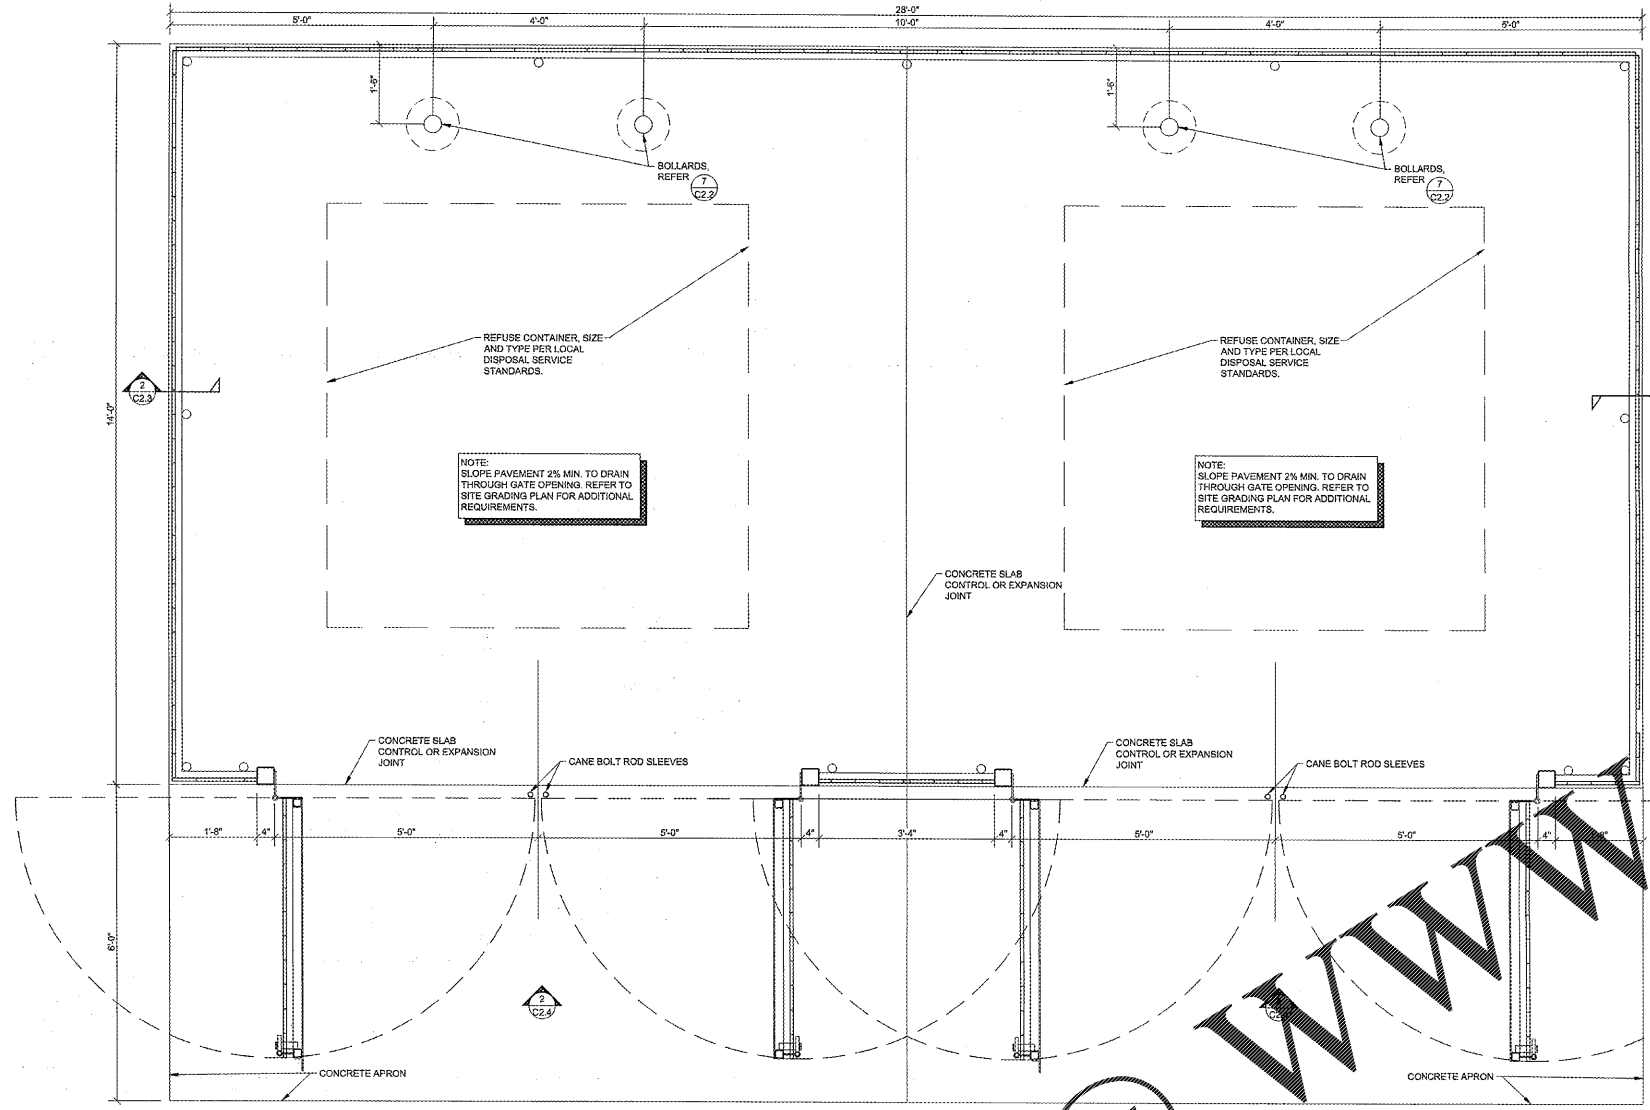 28'-0"
5'-0"
4'-0"
10'-0"
4'-0"
5'-0"
1'-6"
1'-6"
BOLLARDS,
REFER
7
C2.2
BOLLARDS,
REFER
7
C2.2
REFUSE CONTAINER, SIZE
AND TYPE PER LOCAL
DISPOSAL SERVICE
STANDARDS.
REFUSE CONTAINER, SIZE
AND TYPE PER LOCAL
DISPOSAL SERVICE
STANDARDS.
2
C2.3
14'-0"
NOTE:
SLOPE PAVEMENT 2% MIN. TO DRAIN
THROUGH GATE OPENING. REFER TO
SITE GRADING PLAN FOR ADDITIONAL
REQUIREMENTS.
NOTE:
SLOPE PAVEMENT 2% MIN. TO DRAIN
THROUGH GATE OPENING. REFER TO
SITE GRADING PLAN FOR ADDITIONAL
REQUIREMENTS.
CONCRETE SLAB
CONTROL OR EXPANSION
JOINT
CONCRETE SLAB
CONTROL OR EXPANSION
JOINT
CANE BOLT ROD SLEEVES
CONCRETE SLAB
CONTROL OR EXPANSION
JOINT
CANE BOLT ROD SLEEVES
1'-8"
4"
5'-0"
5'-0"
4"
3'-4"
4"
5'-0"
5'-0"
4"
6'-0"
2
C2.4
WWW
CONCRETE APRON
CONCRETE APRON